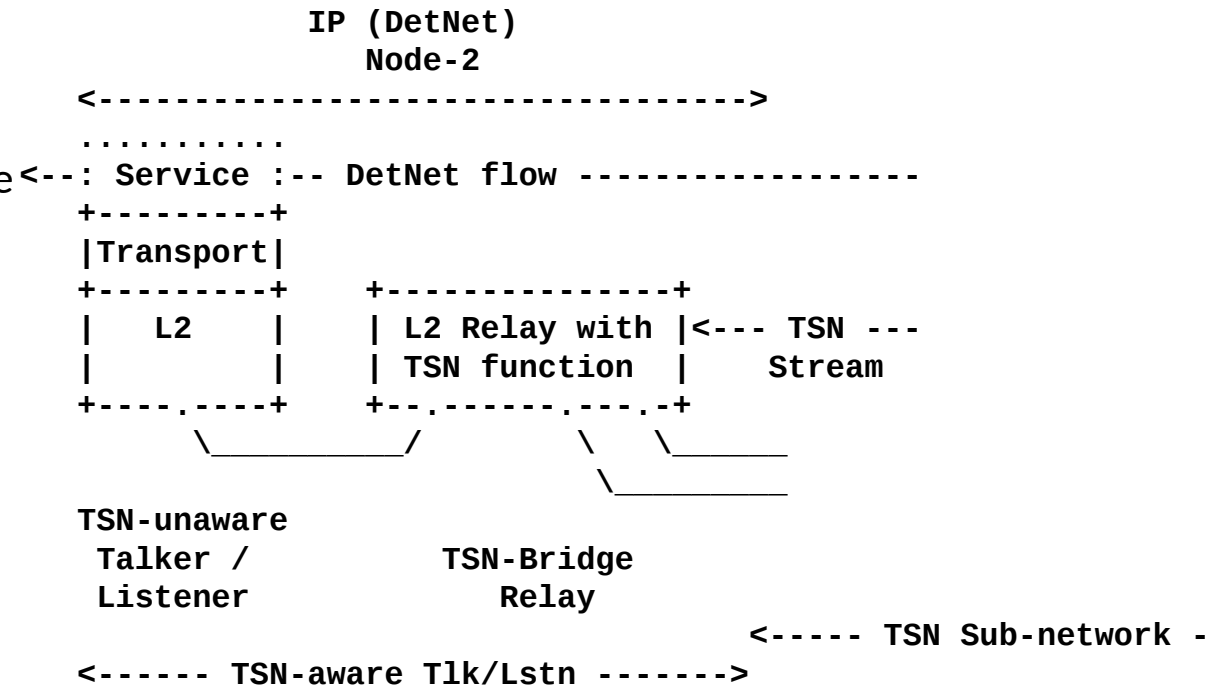 IP (DetNet)
               Node-2
<---------------------------------->
...........
e<--: Service :-- DetNet flow ------------------
+---------+
|Transport|
+---------+    +---------------+
|   L2    |    | L2 Relay with |<--- TSN ---
|         |    | TSN function  |    Stream
+----.----+    +--.------.---.-+
      \__________/        \   \______
                           \_________
TSN-unaware
 Talker /          TSN-Bridge
 Listener             Relay
                                   <----- TSN Sub-network -
<------ TSN-aware Tlk/Lstn ------->